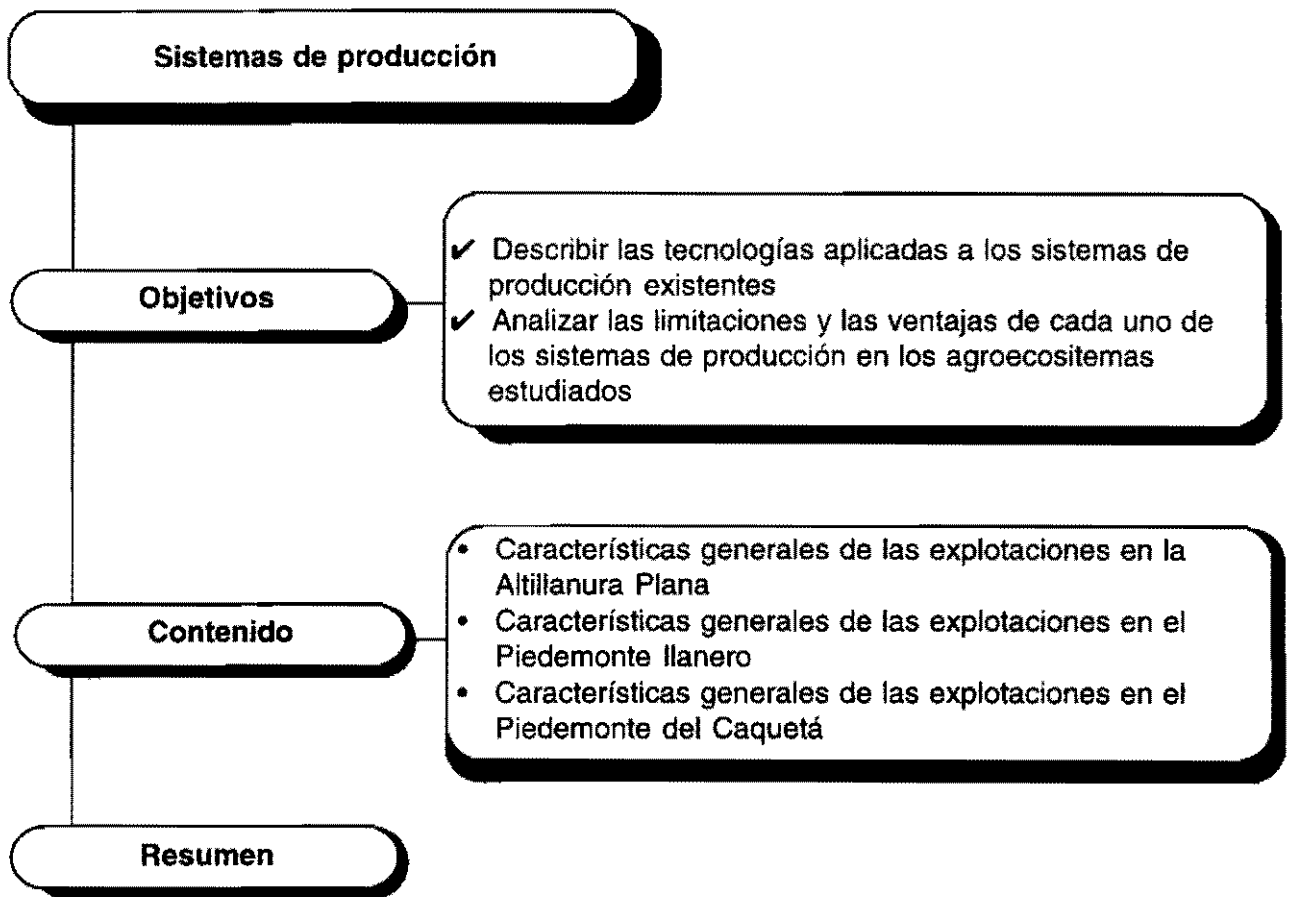 Sistemas de producción
Objetivos
✔ Describir las tecnologías aplicadas a los sistemas de
producción existentes
✔ Analizar las limitaciones y las ventajas de cada uno de
los sistemas de producción en los agroecositemas
estudiados
Contenido
• Características generales de las explotaciones en la
Altillanura Plana
• Características generales de las explotaciones en el
Piedemonte llanero
• Características generales de las explotaciones en el
Piedemonte del Caquetá
Resumen